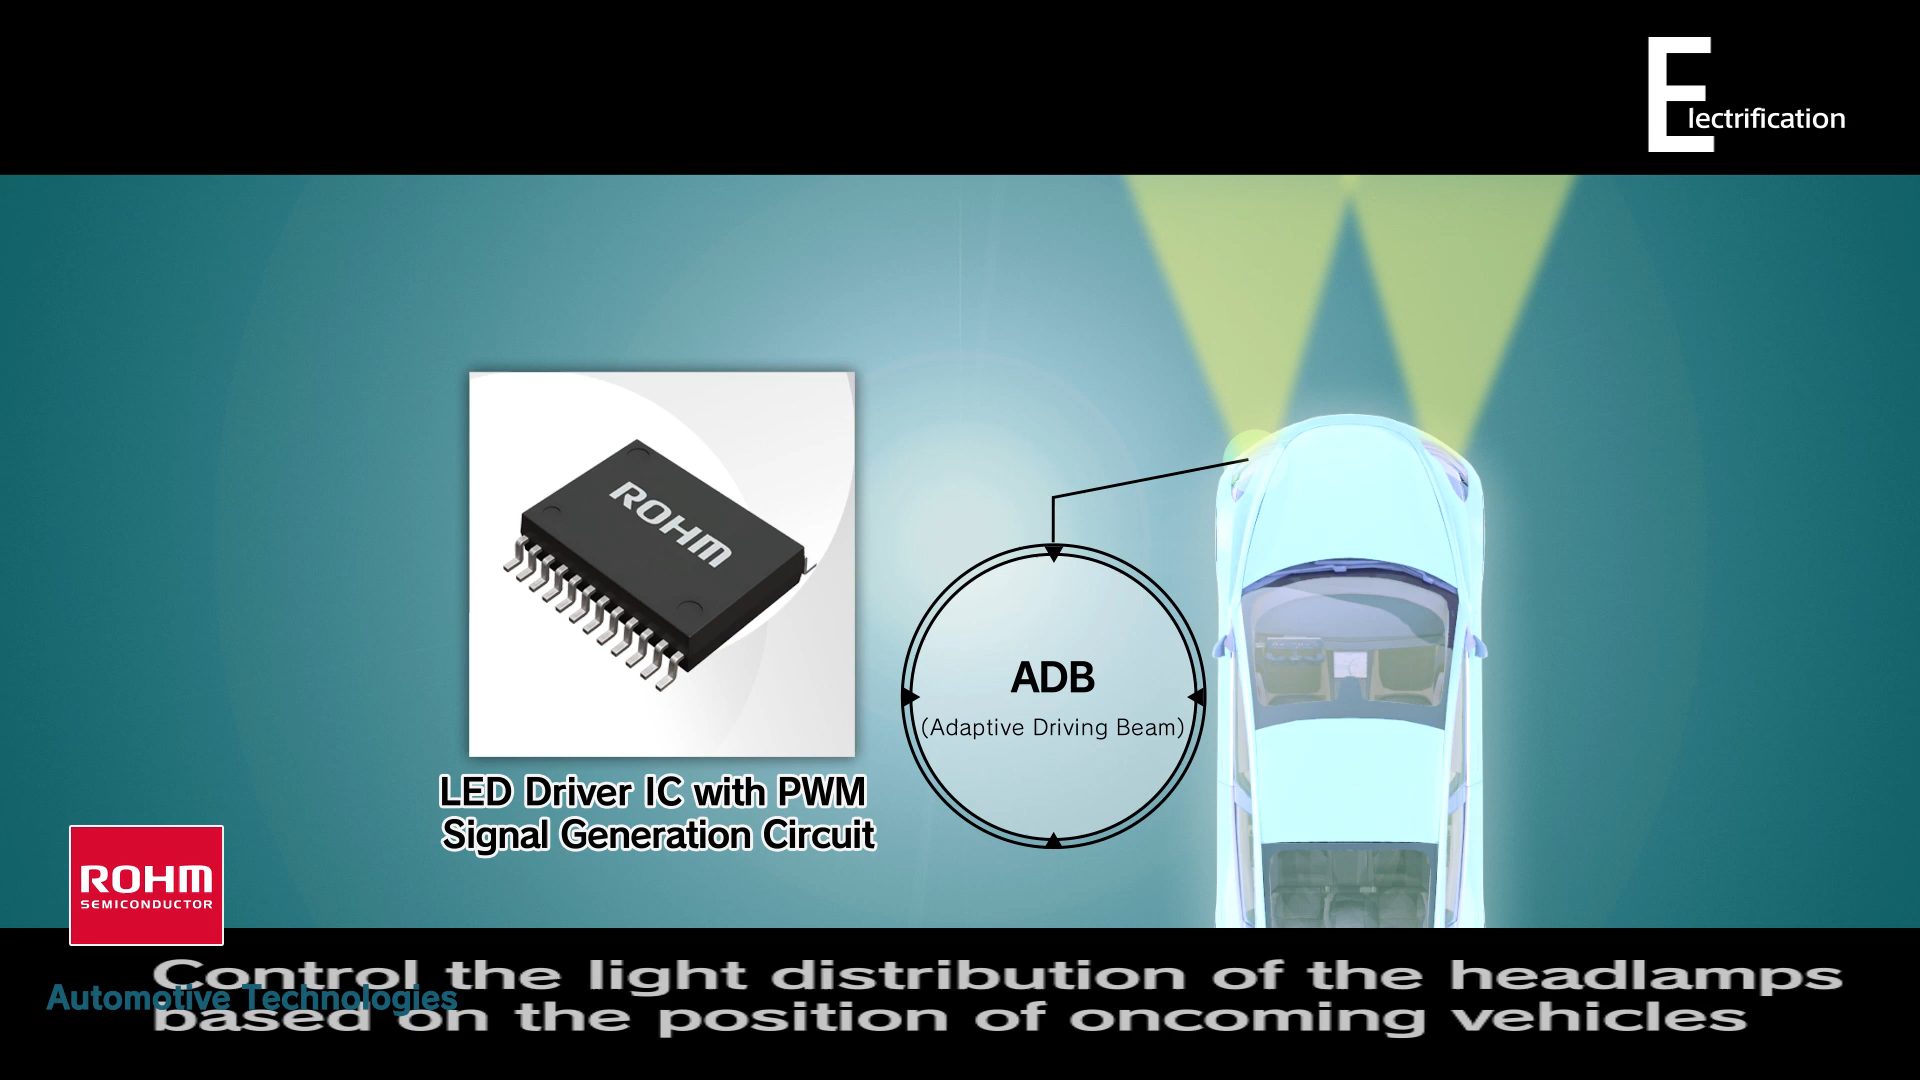 Electrification
ROHM
ADB
(Adaptive Driving Beam)
LED Driver IC with PWM
Signal Generation Circuit
ROHM
SEMICONDUCTOR
Control the light distribution of the headlamps
Automotive Technologies
based on the position of oncoming vehicles